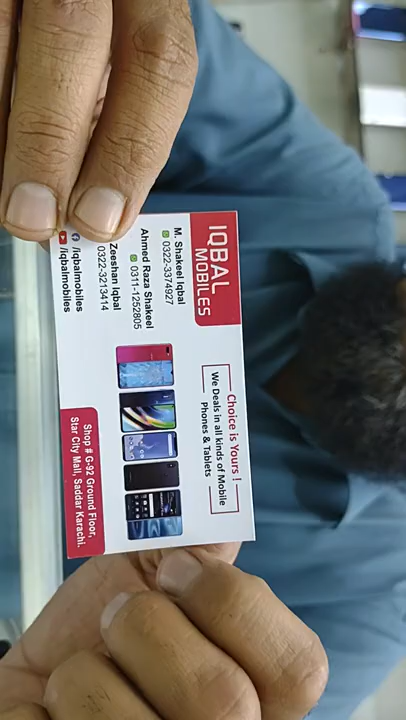 IQBAL
MOBILES
M. Shakeel Iqbal
0322-3374927
Ahmed Raza Shakeel
0311-1252805
Zeeshan Iqbal
0322-3213414
/iqbalmobiles
/iqbalmobiles
Choice is Yours !
We Deals in all kinds of Mobile
Phones & Tablets
Shop # G-92 Ground Floor,
Star City Mall, Saddar Karachi.